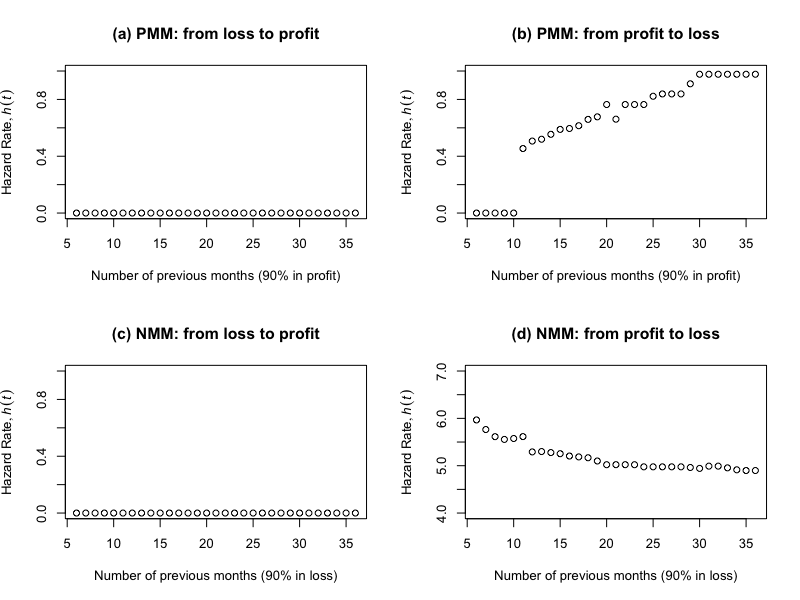 (a) PMM: from loss to profit
Hazard Rate, h(t)
0.0 0.4 0.8
5 10 15 20 25 30 35
Number of previous months (90% in profit)
(b) PMM: from profit to loss
Hazard Rate, h(t)
0.0 0.4 0.8
5 10 15 20 25 30 35
Number of previous months (90% in profit)
(c) NMM: from loss to profit
Hazard Rate, h(t)
0.0 0.4 0.8
5 10 15 20 25 30 35
Number of previous months (90% in loss)
(d) NMM: from profit to loss
Hazard Rate, h(t)
4.0 5.0 6.0 7.0
5 10 15 20 25 30 35
Number of previous months (90% in loss)